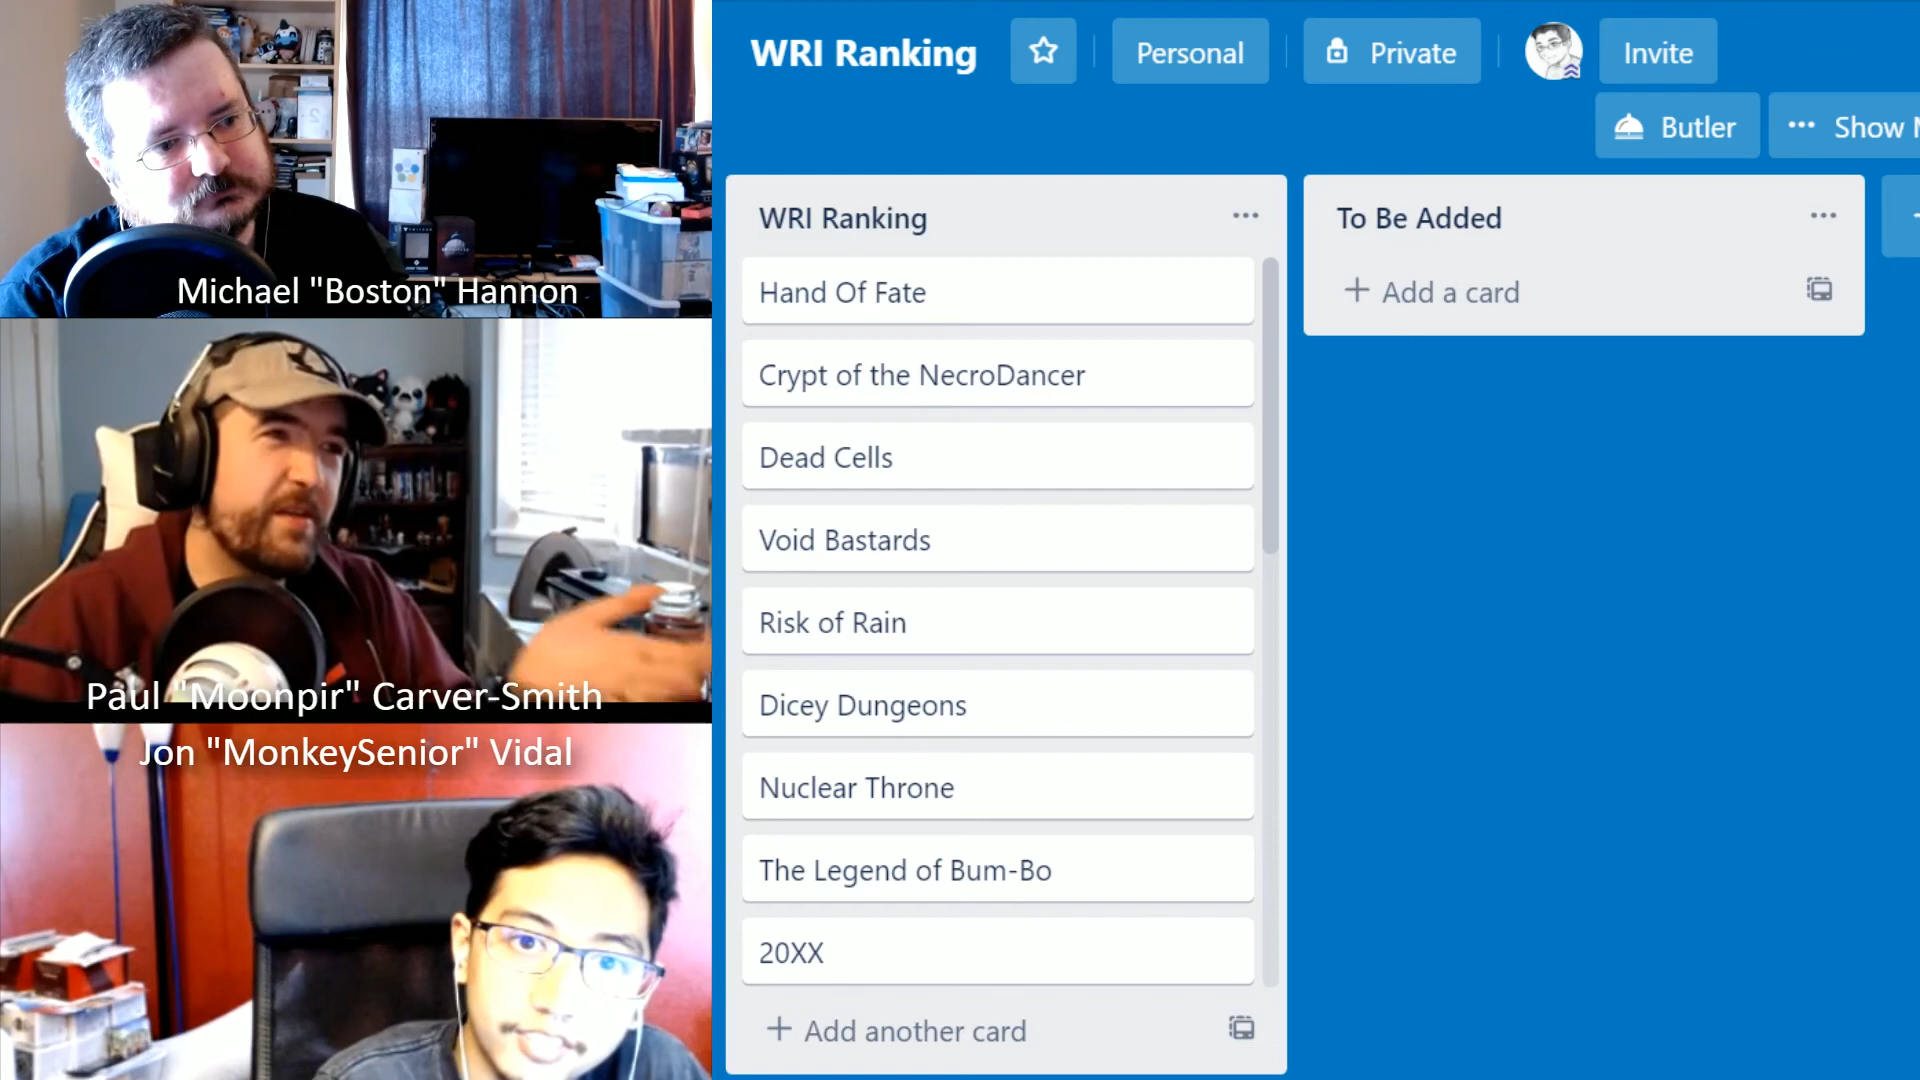 Michael "Boston" Hannon
Paul "Moonpir" Carver-Smith
Jon "MonkeySenior" Vidal
WRI Ranking
Personal
Private
Invite
Butler
Show
WRI Ranking
Hand Of Fate
Crypt of the NecroDancer
Dead Cells
Void Bastards
Risk of Rain
Dicey Dungeons
Nuclear Throne
The Legend of Bum-Bo
20XX
Add another card
To Be Added
Add a card